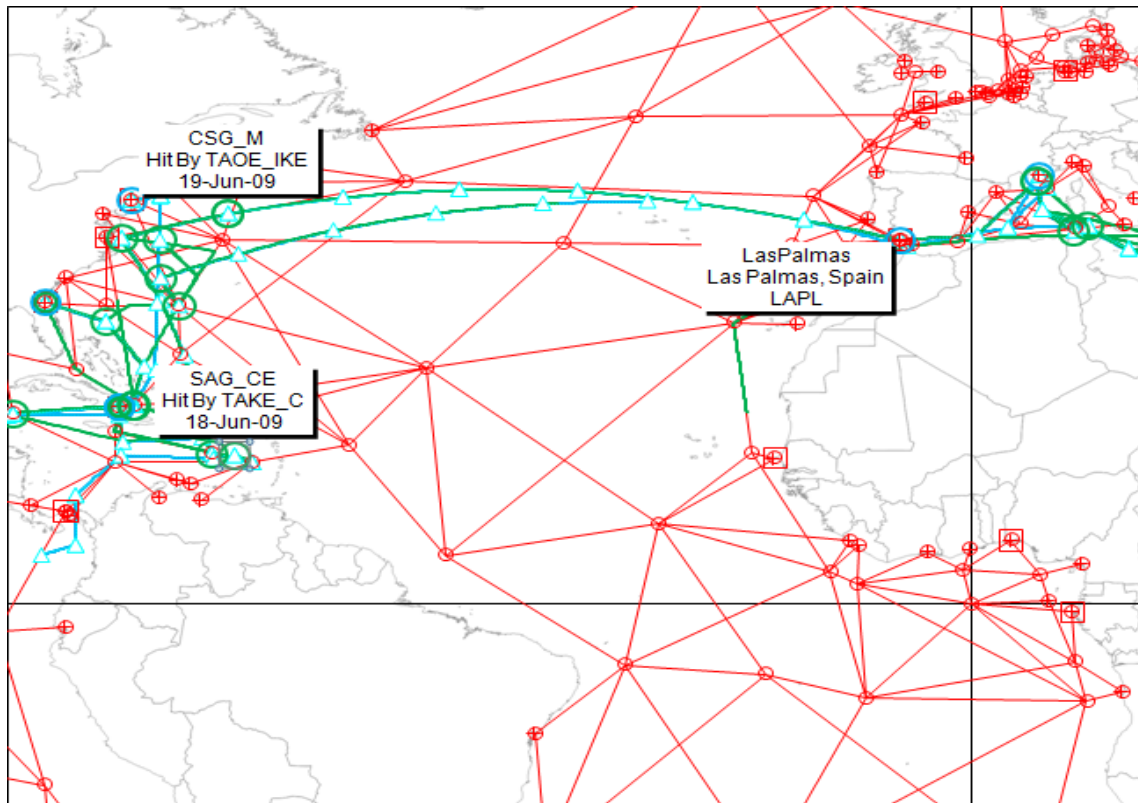 CSG_M
Hit By TAOE_IKE
19-Jun-09
LasPalmas
Las Palmas, Spain
LAPL
SAG_CE
Hit By TAKE_C
18-Jun-09